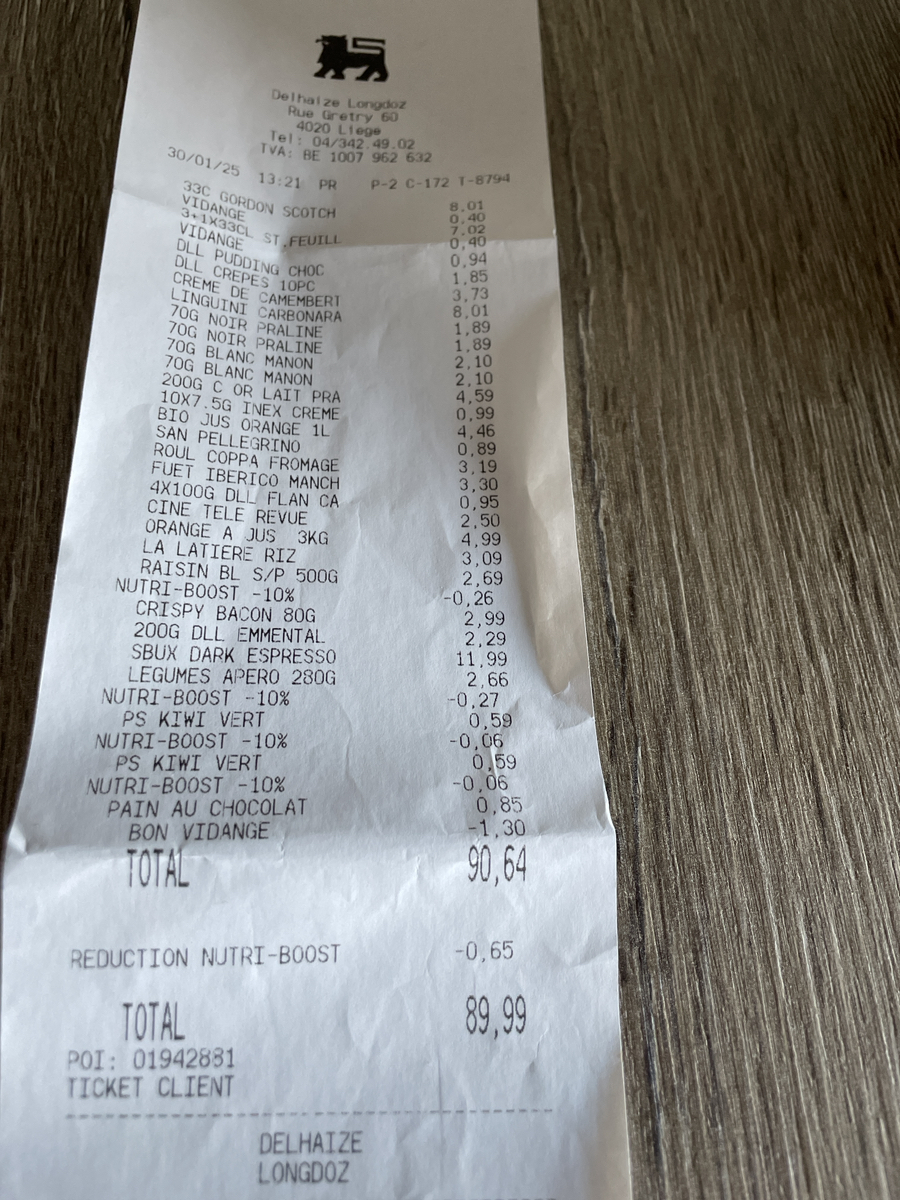 Delhaize Longdoz
Rue Gretry 60
4020 Liege
Tel: 04/342.49.02
TVA: BE 1007 962 632
30/01/25 13:21 PR P-2 C-172 T-8794
33C GORDON SCOTCH 8,01
VIDANGE 0,40
3+1X33CL ST.FEUILL 7,02
VIDANGE 0,40
DLL PUDDING CHOC 0,94
DLL CREPES 10PC 1,85
CREME DE CAMEMBERT 3,73
LINGUINI CARBONARA 8,01
70G NOIR PRALINE 1,89
70G NOIR PRALINE 1,89
70G BLANC MANON 2,10
70G BLANC MANON 2,10
200G C OR LAIT PRA 4,59
10X7.5G INEX CREME 0,99
BIO JUS ORANGE 1L 4,46
SAN PELLEGRINO 0,89
ROUL COPPA FROMAGE 3,19
FUET IBERICO MANCH 3,30
4X100G DLL FLAN CA 0,95
CINE TELE REVUE 2,50
ORANGE A JUS 3KG 4,99
LA LATIERE RIZ 3,09
RAISIN BL S/P 500G 2,69
NUTRI-BOOST -10% -0,26
CRISPY BACON 80G 2,99
200G DLL EMMENTAL 2,29
SBUX DARK ESPRESSO 11,99
LEGUMES APERO 280G 2,66
NUTRI-BOOST -10% -0,27
PS KIWI VERT 0,59
NUTRI-BOOST -10% -0,06
PS KIWI VERT 0,59
NUTRI-BOOST -10% -0,06
PAIN AU CHOCOLAT 0,85
BON VIDANGE -1,30
TOTAL 90,64
REDUCTION NUTRI-BOOST -0,65
TOTAL 89,99
POI: 01942881
TICKET CLIENT
DELHAIZE
LONGDOZ